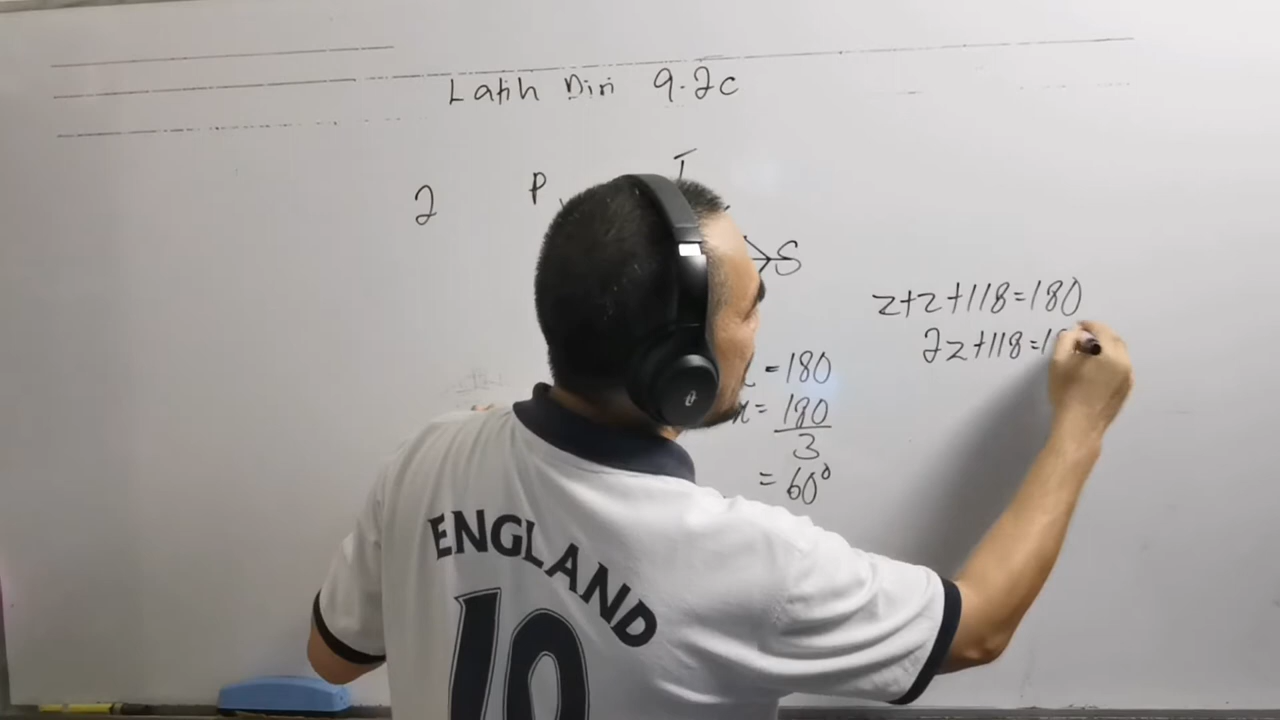 Latih Diri 9.2c
2
P
T
S
z+z+118=180
2z+118=1
=180
x=180
3
=60°
ENGLAND
10